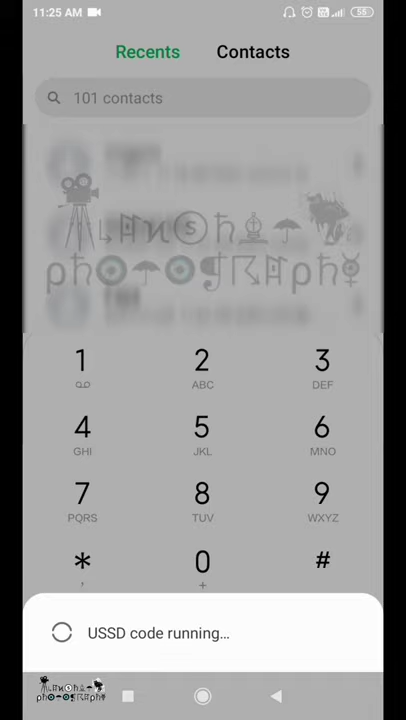 11:25 AM
55
Recents Contacts
101 contacts
1 2 3
ABC DEF
4 5 6
GHI JKL MNO
7 8 9
PQRS TUV WXYZ
* 0 #
, +
USSD code running...